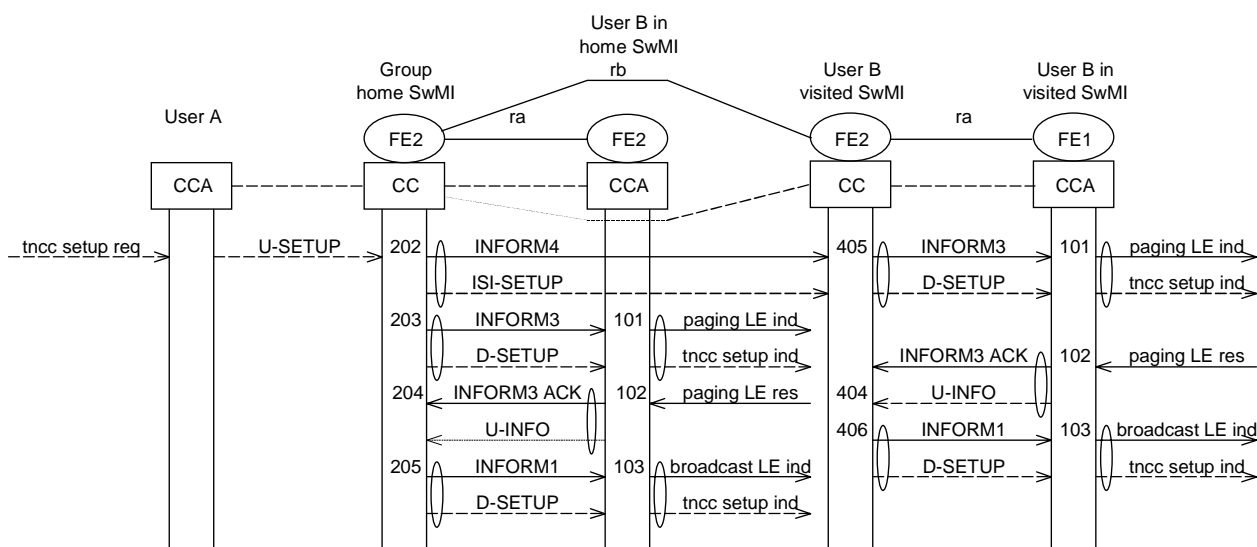 User B in
home SwMI
rb
Group
home SwMI
User B
visited SwMI
User B in
visited SwMI
User A
ra
ra
FE2
FE2
FE2
FE1
CCA
CC
CCA
CC
CCA
tncc setup req
U-SETUP
202
INFORM4
405
INFORM3
101
paging LE ind
ISI-SETUP
D-SETUP
tncc setup ind
203
INFORM3
101
paging LE ind
D-SETUP
tncc setup ind
INFORM3 ACK
102
paging LE res
204
INFORM3 ACK
102
paging LE res
404
U-INFO
U-INFO
406
INFORM1
103
broadcast LE ind
205
INFORM1
103
broadcast LE ind
D-SETUP
tncc setup ind
D-SETUP
tncc setup ind